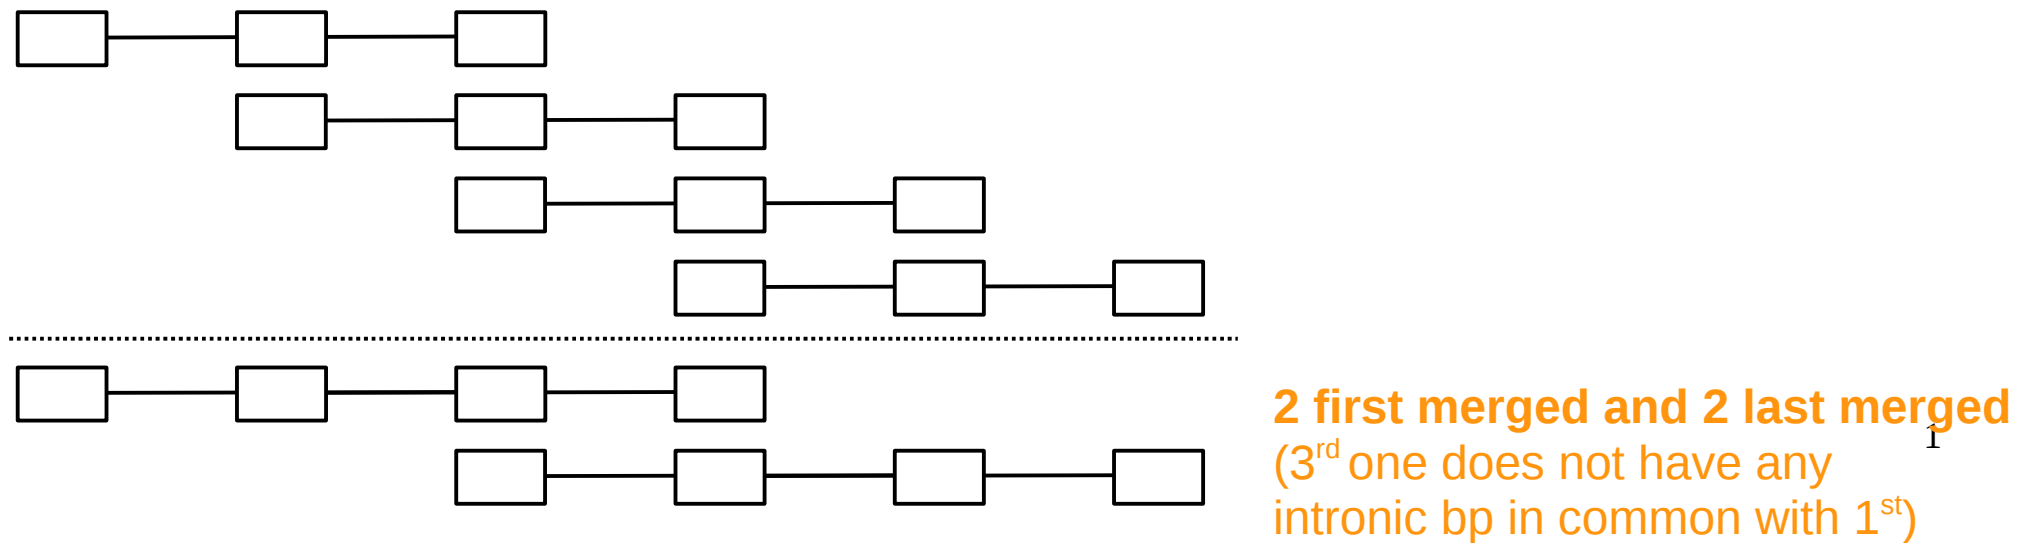 2 first merged and 2 last merged
1
(3rd one does not have any
intronic bp in common with 1st)